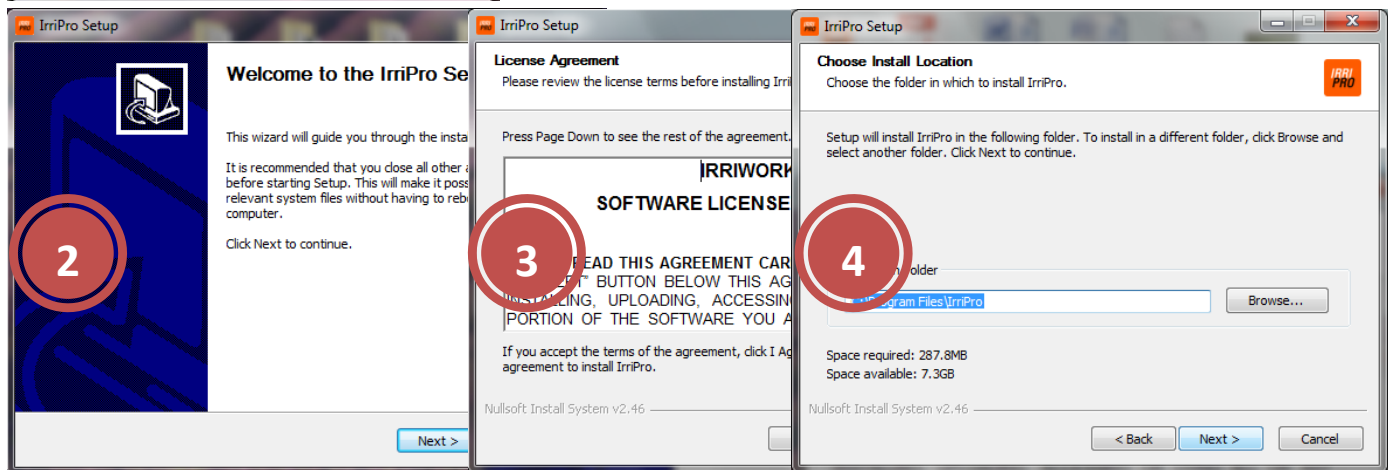 IrriPro Setup
Welcome to the IrriPro Se
This wizard will guide you through the insta
It is recommended that you close all other
before starting Setup. This will make it poss
relevant system files without having to reb
computer.
Click Next to continue.
2
Next >
IrriPro Setup
License Agreement
Please review the license terms before installing Irri
Press Page Down to see the rest of the agreement.
IRRIWORK
SOFTWARE LICENSE
EAD THIS AGREEMENT CAR
BUTTON BELOW THIS AG
INSTALLING, UPLOADING, ACCESSIN
PORTION OF THE SOFTWARE YOU A
3
If you accept the terms of the agreement, click I Ag
agreement to install IrriPro.
Nullsoft Install System v2.46
IrriPro Setup
Choose Install Location
Choose the folder in which to install IrriPro.
IRRI
PRO
Setup will install IrriPro in the following folder. To install in a different folder, click Browse and
select another folder. Click Next to continue.
4
older
gram Files\IrriPro
Browse...
Space required: 287.8MB
Space available: 7.3GB
Nullsoft Install System v2.46
< Back
Next >
Cancel